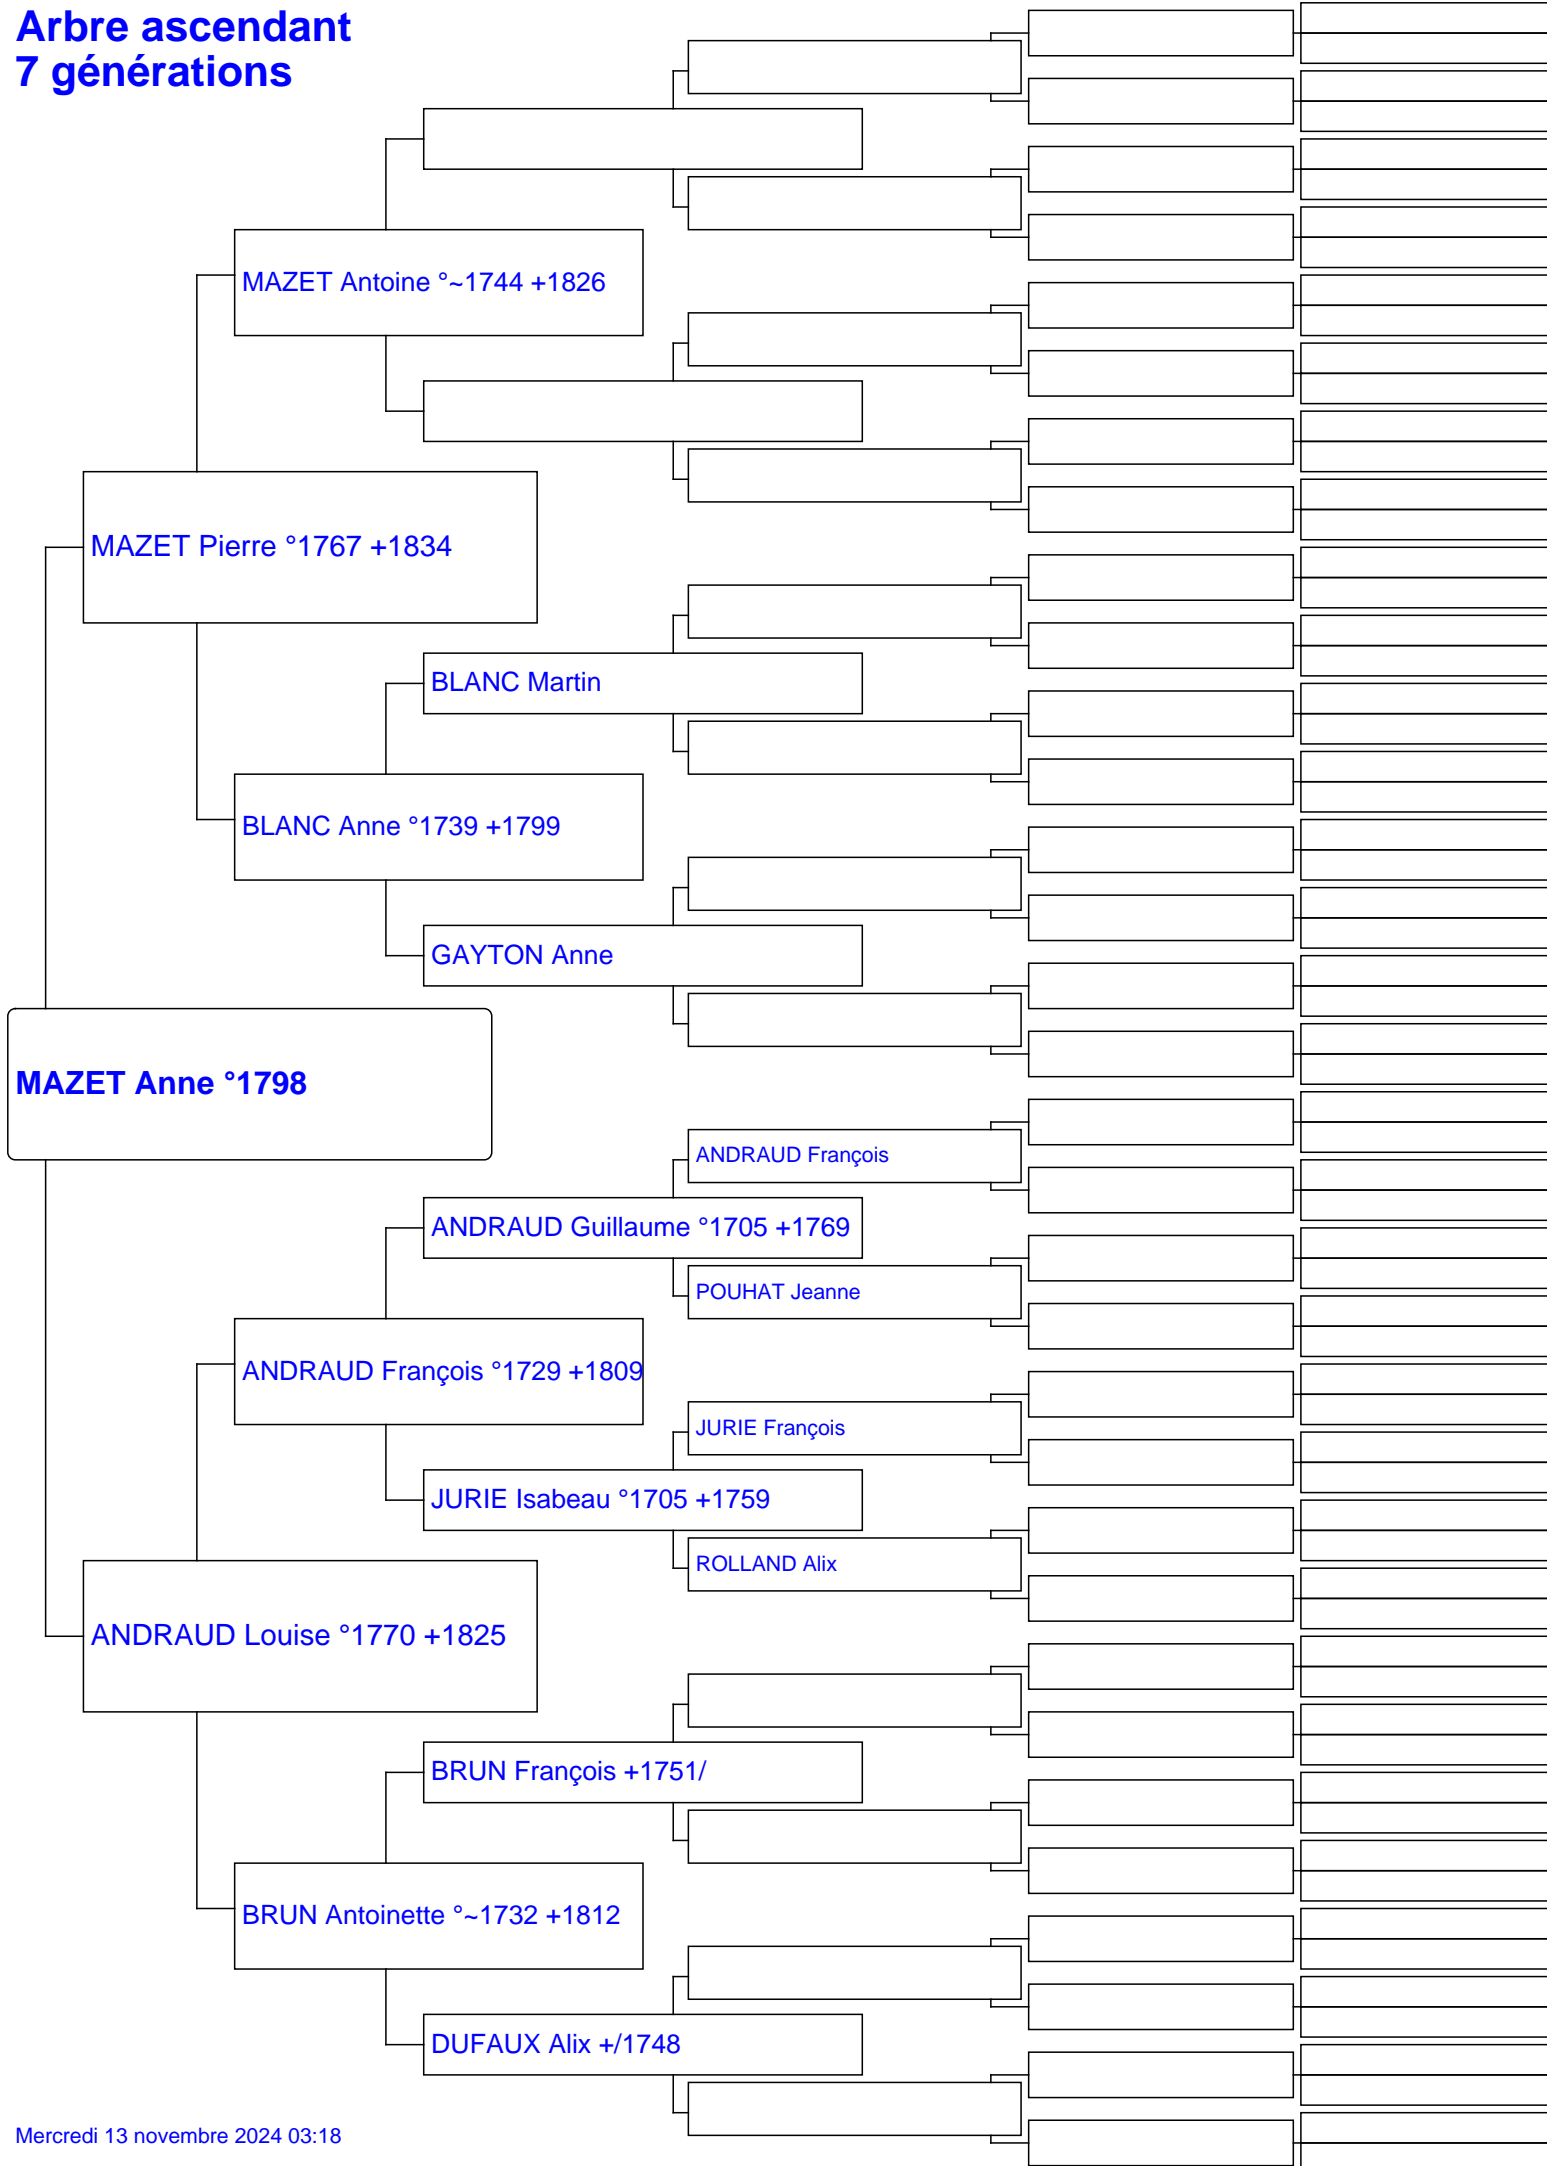 Arbre ascendant
7 générations
MAZET Antoine °~1744 +1826
MAZET Pierre °1767 +1834
BLANC Martin
BLANC Anne °1739 +1799
GAYTON Anne
MAZET Anne °1798
ANDRAUD François
ANDRAUD Guillaume °1705 +1769
POUHAT Jeanne
ANDRAUD François °1729 +1809
JURIE François
JURIE Isabeau °1705 +1759
ROLLAND Alix
ANDRAUD Louise °1770 +1825
BRUN François +1751/
BRUN Antoinette °~1732 +1812
DUFAUX Alix +/1748
Mercredi 13 novembre 2024 03:18